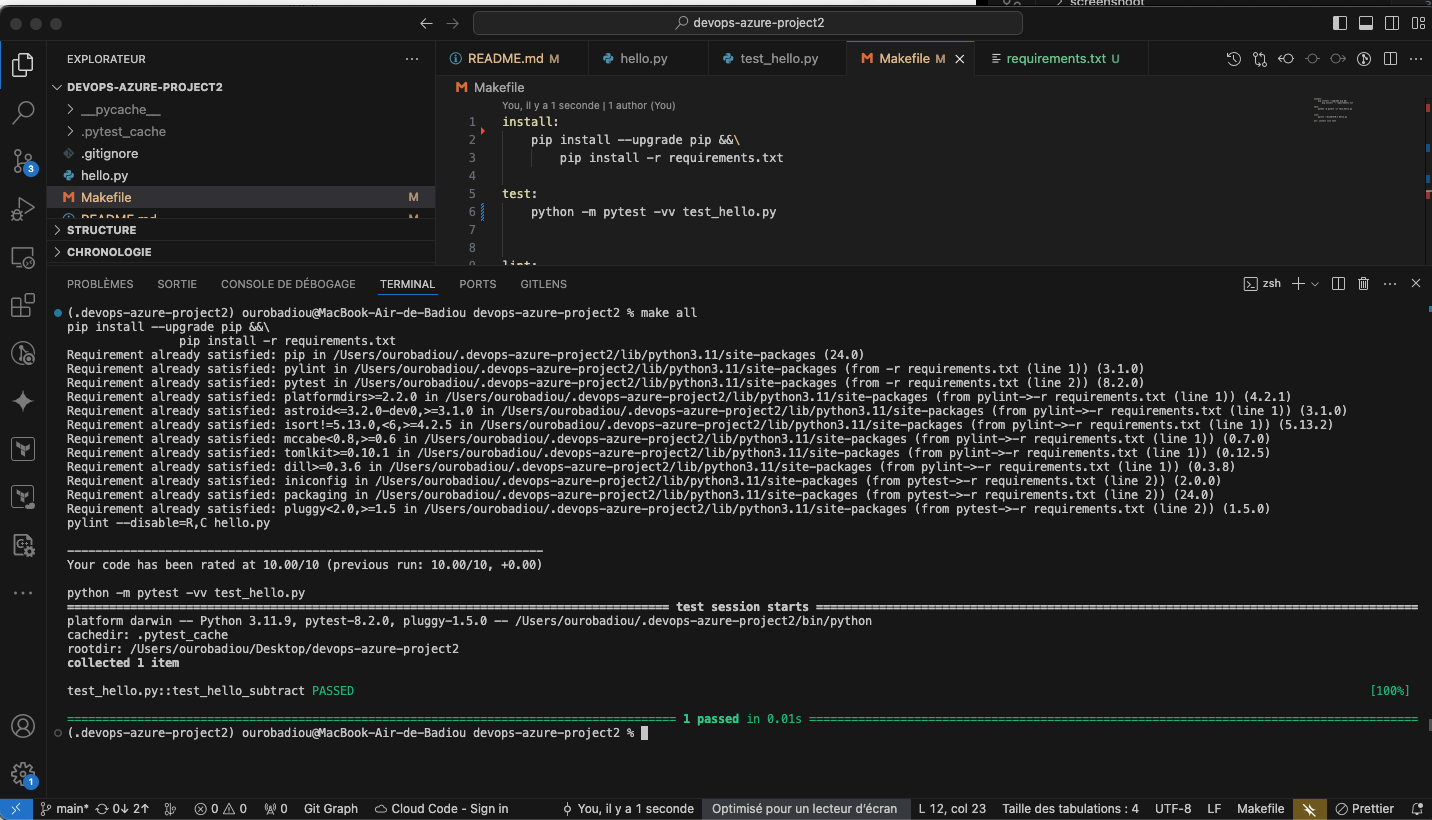 screenshoot
devops-azure-project2
EXPLORATEUR
README.md M
hello.py
test_hello.py
Makefile M
requirements.txt U
DEVOPS-AZURE-PROJECT2
__pycache__
.pytest_cache
.gitignore
hello.py
Makefile M
README.md M
STRUCTURE
CHRONOLOGIE
Makefile
You, il y a 1 seconde | 1 author (You)
1 install:
2 pip install --upgrade pip &&\
3 pip install -r requirements.txt
4
5 test:
6 python -m pytest -vv test_hello.py
7
8
9 lint:
3
PROBLÈMES SORTIE CONSOLE DE DÉBOGAGE TERMINAL PORTS GITLENS
zsh
(.devops-azure-project2) ourobadiou@MacBook-Air-de-Badiou devops-azure-project2 % make all
pip install --upgrade pip &&\
pip install -r requirements.txt
Requirement already satisfied: pip in /Users/ourobadiou/.devops-azure-project2/lib/python3.11/site-packages (24.0)
Requirement already satisfied: pylint in /Users/ourobadiou/.devops-azure-project2/lib/python3.11/site-packages (from -r requirements.txt (line 1)) (3.1.0)
Requirement already satisfied: pytest in /Users/ourobadiou/.devops-azure-project2/lib/python3.11/site-packages (from -r requirements.txt (line 2)) (8.2.0)
Requirement already satisfied: platformdirs>=2.2.0 in /Users/ourobadiou/.devops-azure-project2/lib/python3.11/site-packages (from pylint->-r requirements.txt (line 1)) (4.2.1)
Requirement already satisfied: astroid<=3.2.0-dev0,>=3.1.0 in /Users/ourobadiou/.devops-azure-project2/lib/python3.11/site-packages (from pylint->-r requirements.txt (line 1)) (3.1.0)
Requirement already satisfied: isort!=5.13.0,<6,>=4.2.5 in /Users/ourobadiou/.devops-azure-project2/lib/python3.11/site-packages (from pylint->-r requirements.txt (line 1)) (5.13.2)
Requirement already satisfied: mccabe<0.8,>=0.6 in /Users/ourobadiou/.devops-azure-project2/lib/python3.11/site-packages (from pylint->-r requirements.txt (line 1)) (0.7.0)
Requirement already satisfied: tomlkit>=0.10.1 in /Users/ourobadiou/.devops-azure-project2/lib/python3.11/site-packages (from pylint->-r requirements.txt (line 1)) (0.12.5)
Requirement already satisfied: dill>=0.3.6 in /Users/ourobadiou/.devops-azure-project2/lib/python3.11/site-packages (from pylint->-r requirements.txt (line 1)) (0.3.8)
Requirement already satisfied: iniconfig in /Users/ourobadiou/.devops-azure-project2/lib/python3.11/site-packages (from pytest->-r requirements.txt (line 2)) (2.0.0)
Requirement already satisfied: packaging in /Users/ourobadiou/.devops-azure-project2/lib/python3.11/site-packages (from pytest->-r requirements.txt (line 2)) (24.0)
Requirement already satisfied: pluggy<2.0,>=1.5 in /Users/ourobadiou/.devops-azure-project2/lib/python3.11/site-packages (from pytest->-r requirements.txt (line 2)) (1.5.0)
pylint --disable=R,C hello.py
--------------------------------------------------------------------
Your code has been rated at 10.00/10 (previous run: 10.00/10, +0.00)
python -m pytest -vv test_hello.py
=== test session starts ===
platform darwin -- Python 3.11.9, pytest-8.2.0, pluggy-1.5.0 -- /Users/ourobadiou/.devops-azure-project2/bin/python
cachedir: .pytest_cache
rootdir: /Users/ourobadiou/Desktop/devops-azure-project2
collected 1 item
test_hello.py::test_hello_subtract PASSED [100%]
=== 1 passed in 0.01s ===
(.devops-azure-project2) ourobadiou@MacBook-Air-de-Badiou devops-azure-project2 %
1
main* 0↓ 2↑ 0 0 0 Git Graph Cloud Code - Sign in You, il y a 1 seconde Optimisé pour un lecteur d'écran L 12, col 23 Taille des tabulations : 4 UTF-8 LF Makefile Prettier